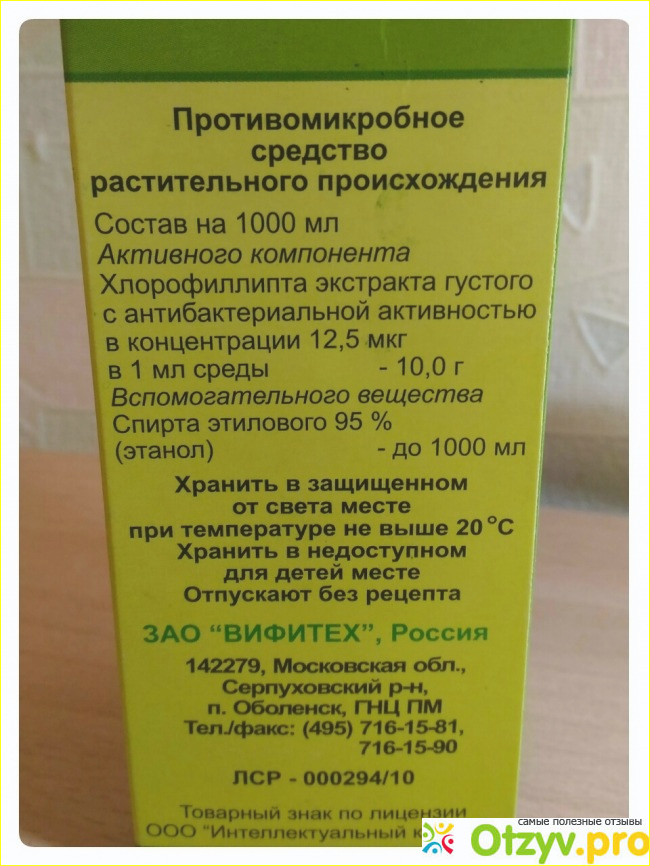 Противомикробное
средство
растительного происхождения
Состав на 1000 мл
Активного компонента
Хлорофиллипта экстракта густого
с антибактериальной активностью
в концентрации 12,5 мкг
в 1 мл среды - 10,0 г
Вспомогательного вещества
Спирта этилового 95 %
(этанол) - до 1000 мл
Хранить в защищенном
от света месте
при температуре не выше 20°C
Хранить в недоступном
для детей месте
Отпускают без рецепта
ЗАО “ВИФИТЕХ”, Россия
142279, Московская обл.,
Серпуховский р-н,
п. Оболенск, ГНЦ ПМ
Тел./факс: (495) 716-15-81,
716-15-90
ЛСР - 000294/10
Товарный знак по лицензии
ООО “Интеллектуальный
самые полезные отзывы
Otzyv.pro